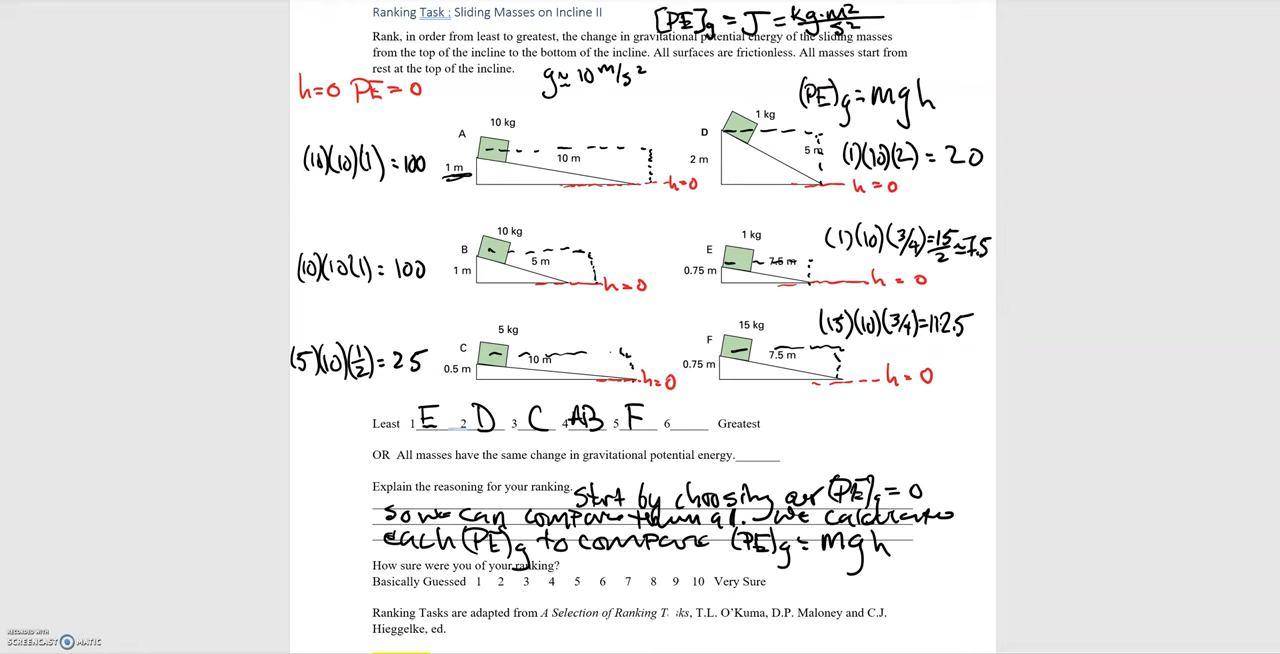 Ranking Task : Sliding Masses on Incline II
[PE]g = J = kg·m²/s²
Rank, in order from least to greatest, the change in gravitational potential energy of the sliding masses
from the top of the incline to the bottom of the incline. All surfaces are frictionless. All masses start from
rest at the top of the incline.
g≈10 m/s²
h=0 PE=0
(PE)g = mgh
10 kg
A
1 m
10 m
(10)(10)(1) = 100
h=0
1 kg
D
2 m
5 m
(1)(10)(2) = 20
h=0
10 kg
B
1 m
5 m
(10)(10)(1) = 100
h=0
1 kg
E
0.75 m
7.5 m
(1)(10)(3/4)=15/2≈7.5
h=0
5 kg
C
0.5 m
10 m
(5)(10)(1/2)=25
h=0
15 kg
F
0.75 m
7.5 m
(15)(10)(3/4)=112.5
h=0
Least 1 E 2 D 3 C 4 AB 5 F 6 Greatest
OR All masses have the same change in gravitational potential energy.
Explain the reasoning for your ranking. Start by choosing our (PE)g = 0
so we can compare them all. we calculate
each (PE)g to compare (PE)g = mgh
How sure were you of your ranking?
Basically Guessed 1 2 3 4 5 6 7 8 9 10 Very Sure
Ranking Tasks are adapted from A Selection of Ranking Tasks, T.L. O'Kuma, D.P. Maloney and C.J.
Hieggelke, ed.
RECORDED WITH
SCREENCAST MATIC